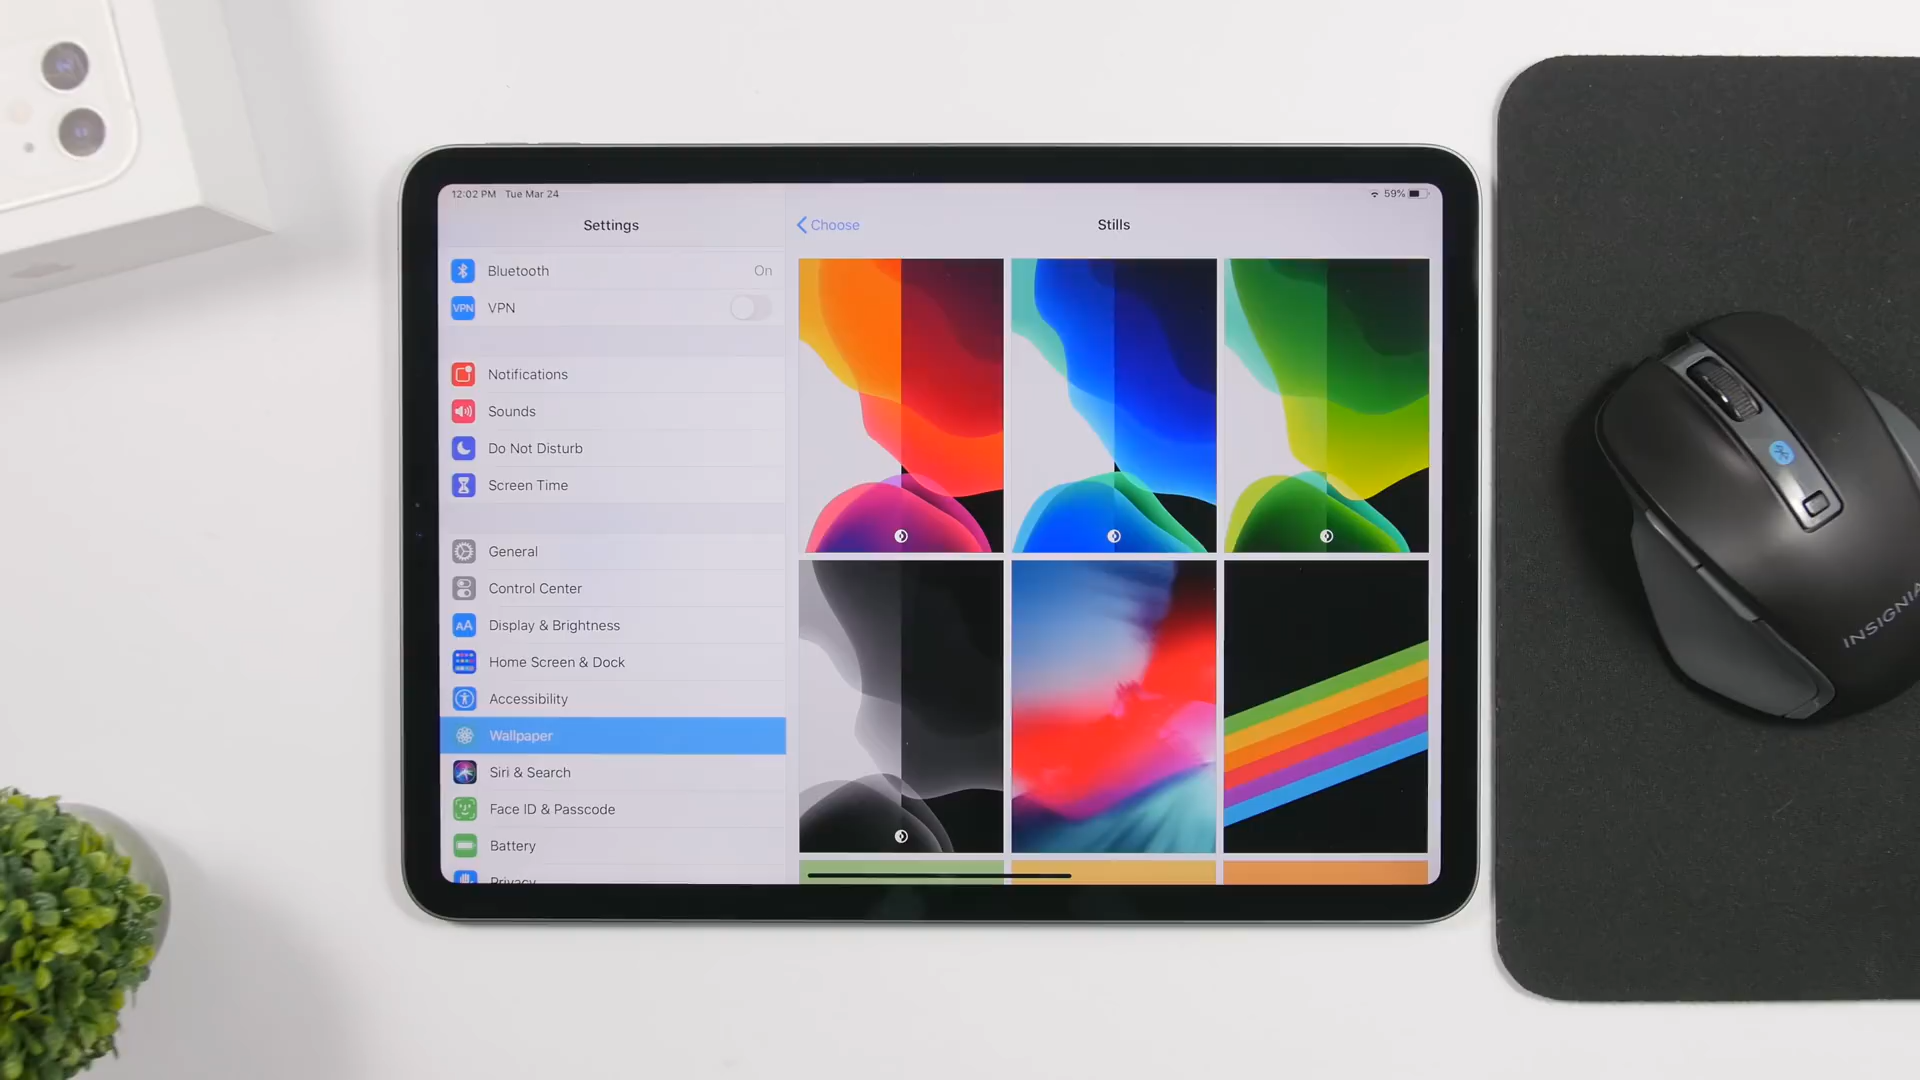 12:02 PM Tue Mar 24
59%
Settings
Choose
Stills
Bluetooth
On
VPN
VPN
Notifications
Sounds
Do Not Disturb
Screen Time
General
Control Center
AA
Display & Brightness
Home Screen & Dock
Accessibility
Wallpaper
Siri & Search
Face ID & Passcode
Battery
Privacy
INSIGNIA